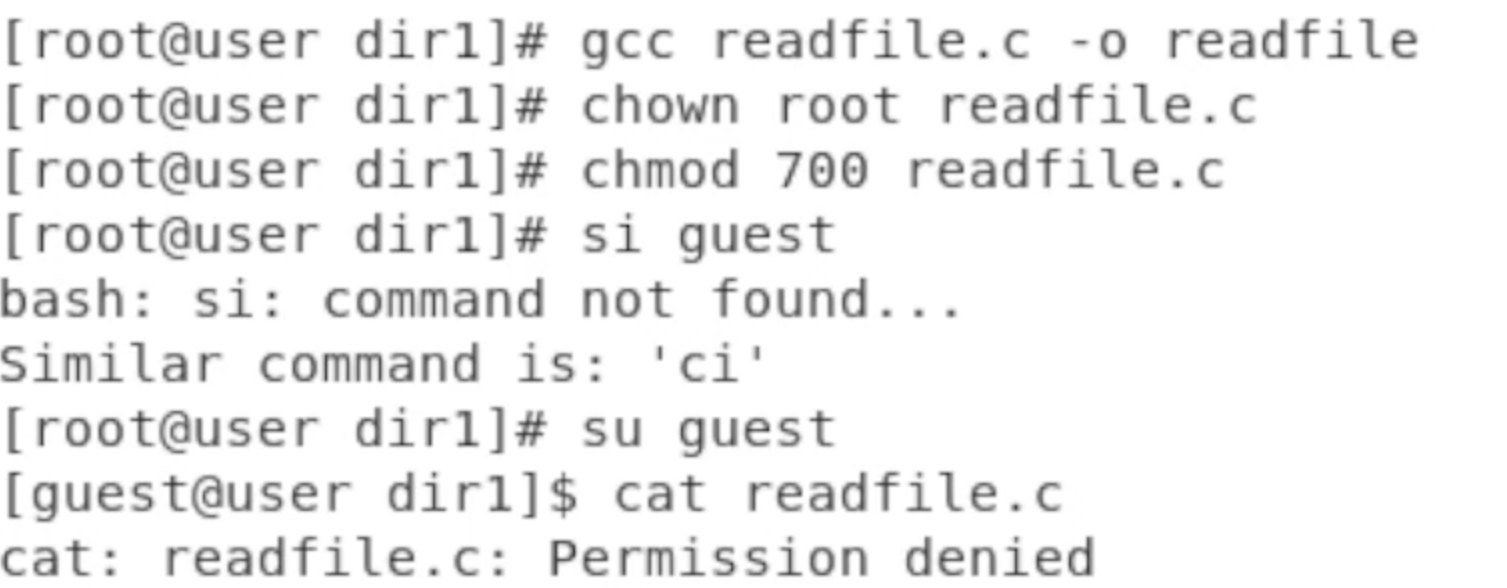 [root@user dir1]# gcc readfile.c -o readfile
[root@user dir1]# chown root readfile.c
[root@user dir1]# chmod 700 readfile.c
[root@user dir1]# si guest
bash: si: command not found...
Similar command is: 'ci'
[root@user dir1]# su guest
[guest@user dir1]$ cat readfile.c
cat: readfile.c: Permission denied